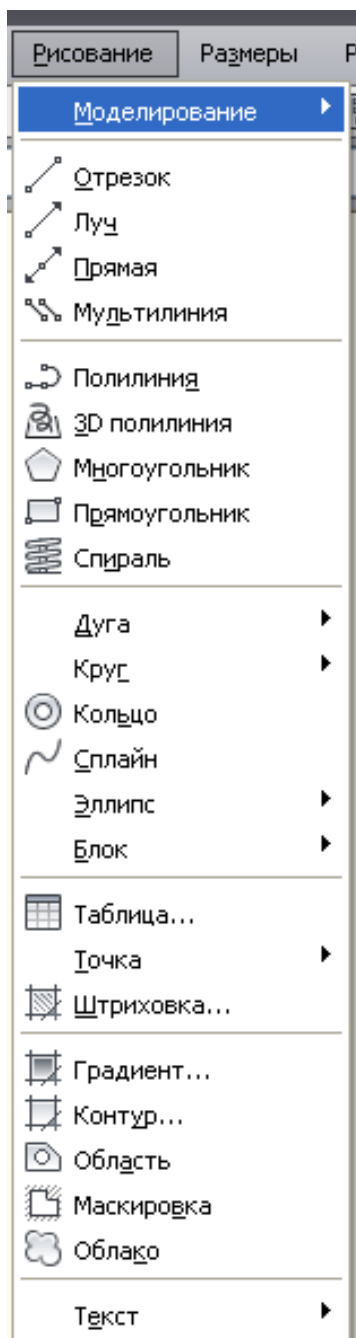 Рисование Размеры Р
Моделирование
Отрезок
Луч
Прямая
Мультилиния
Полилиния
3D полилиния
Многоугольник
Прямоугольник
Спираль
Дуга
Круг
Кольцо
Сплайн
Эллипс
Блок
Таблица...
Точка
Штриховка...
Градиент...
Контур...
Область
Маскировка
Облако
Текст